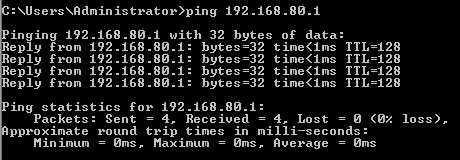 C:\Users\Administrator>ping 192.168.80.1
Pinging 192.168.80.1 with 32 bytes of data:
Reply from 192.168.80.1: bytes=32 time<1ms TTL=128
Reply from 192.168.80.1: bytes=32 time<1ms TTL=128
Reply from 192.168.80.1: bytes=32 time<1ms TTL=128
Reply from 192.168.80.1: bytes=32 time<1ms TTL=128
Ping statistics for 192.168.80.1:
    Packets: Sent = 4, Received = 4, Lost = 0 (0% loss),
Approximate round trip times in milli-seconds:
    Minimum = 0ms, Maximum = 0ms, Average = 0ms